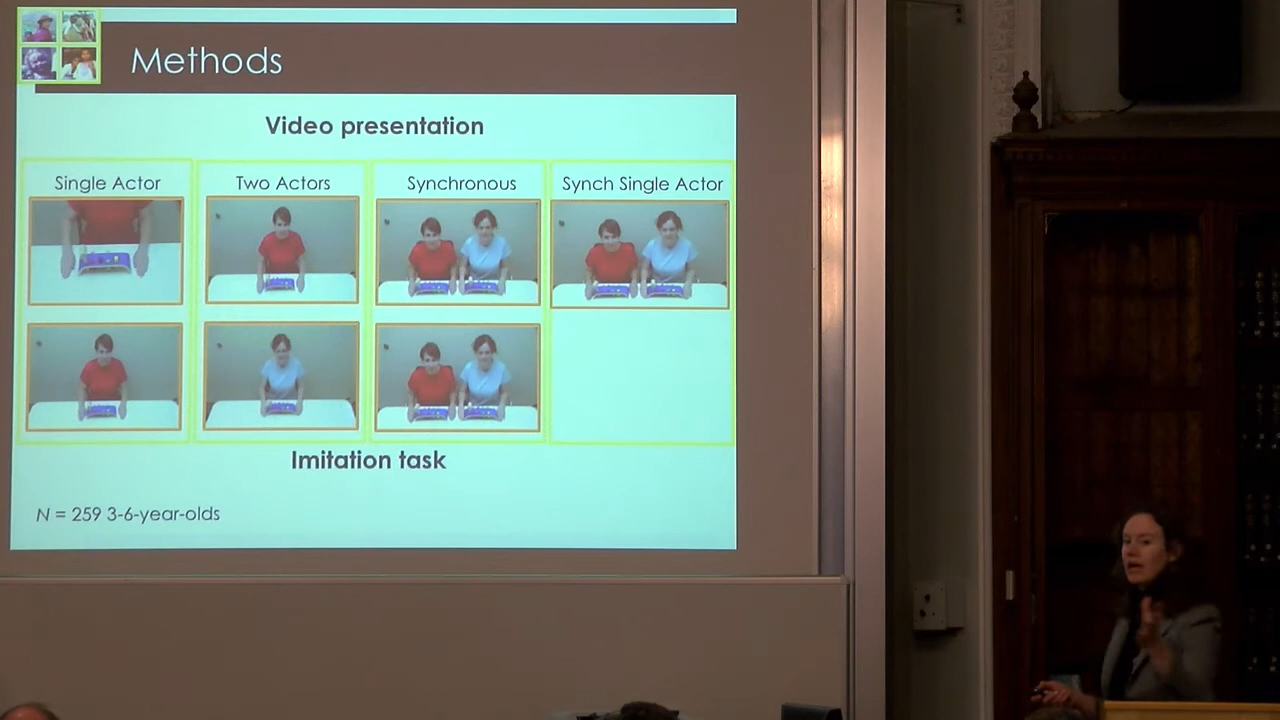 Methods
Video presentation
Single Actor
Two Actors
Synchronous
Synch Single Actor
Imitation task
N = 259 3-6-year-olds